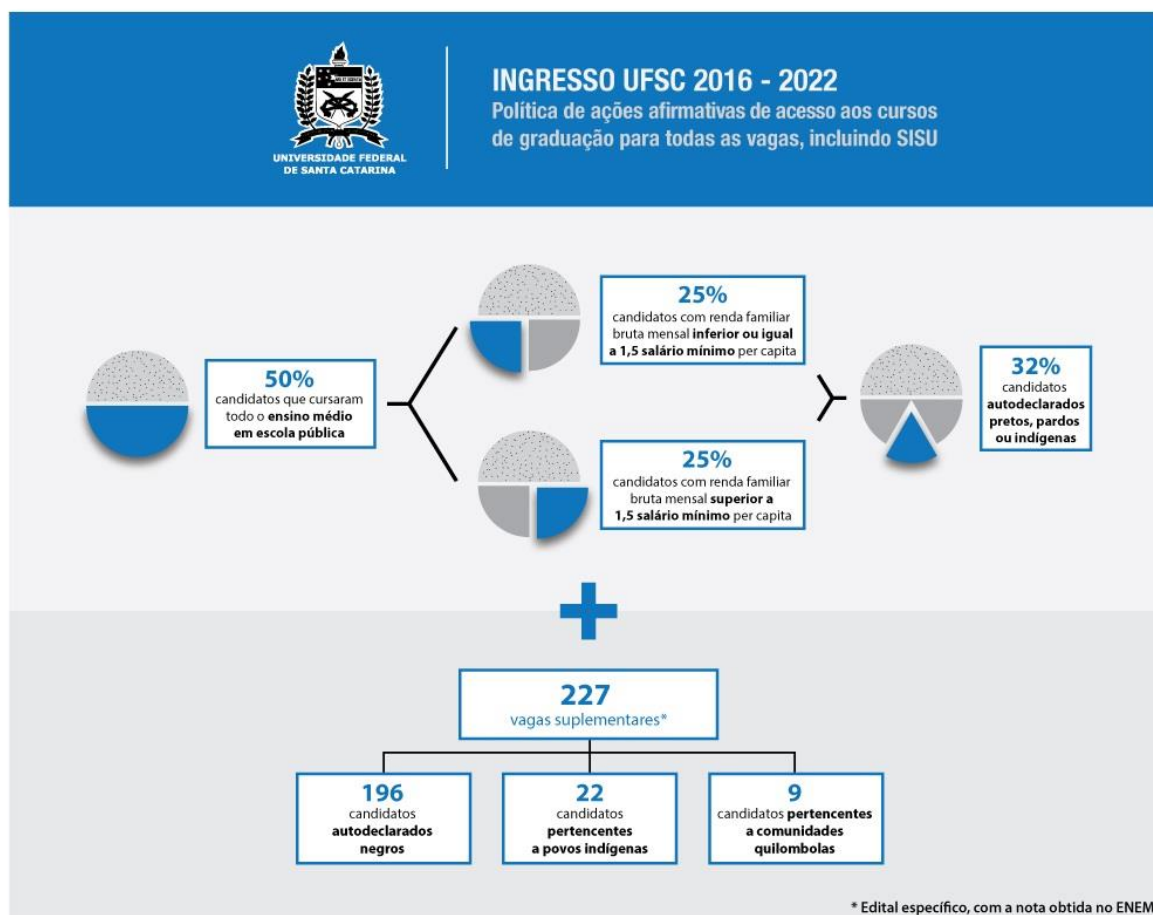 INGRESSO UFSC 2016 - 2022
Política de ações afirmativas de acesso aos cursos
de graduação para todas as vagas, incluindo SISU
UNIVERSIDADE FEDERAL
DE SANTA CATARINA
50%
candidatos que cursaram
todo o ensino médio
em escola pública
25%
candidatos com renda familiar
bruta mensal inferior ou igual
a 1,5 salário mínimo per capita
25%
candidatos com renda familiar
bruta mensal superior a
1,5 salário mínimo per capita
32%
candidatos
autodeclarados
pretos, pardos
ou indígenas
+
227
vagas suplementares*
196
candidatos
autodeclarados
negros
22
candidatos
pertencentes
a povos indígenas
9
candidatos pertencentes
a comunidades
quilombolas
* Edital específico, com a nota obtida no ENEM